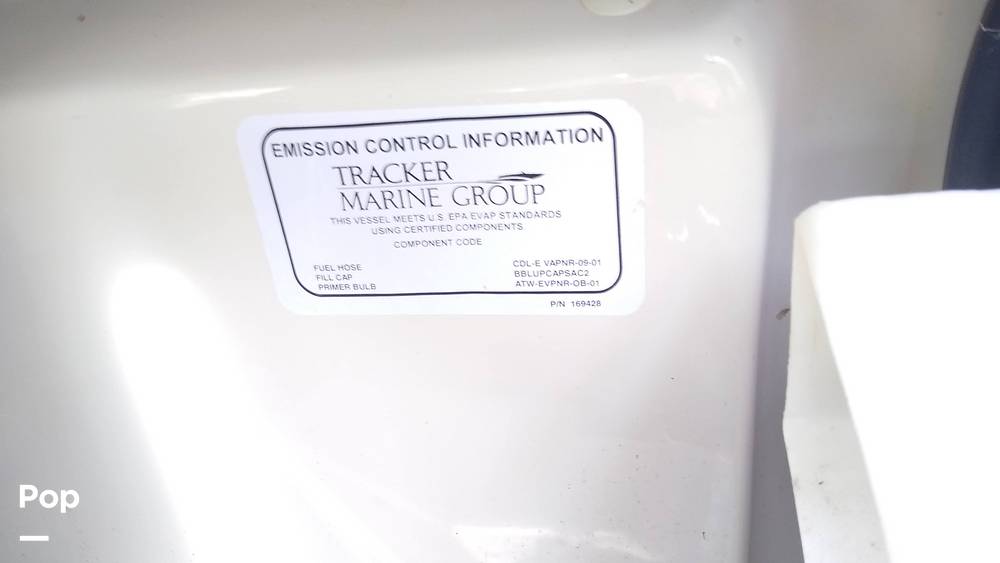 EMISSION CONTROL INFORMATION
TRACKER
MARINE GROUP
THIS VESSEL MEETS U.S. EPA EVAP STANDARDS
USING CERTIFIED COMPONENTS
COMPONENT CODE
FUEL HOSE CDL-E VAPNR-09-01
FILL CAP BBLUPCAPSAC2
PRIMER BULB ATW-EVPNR-OB-01
P/N 169428
Pop